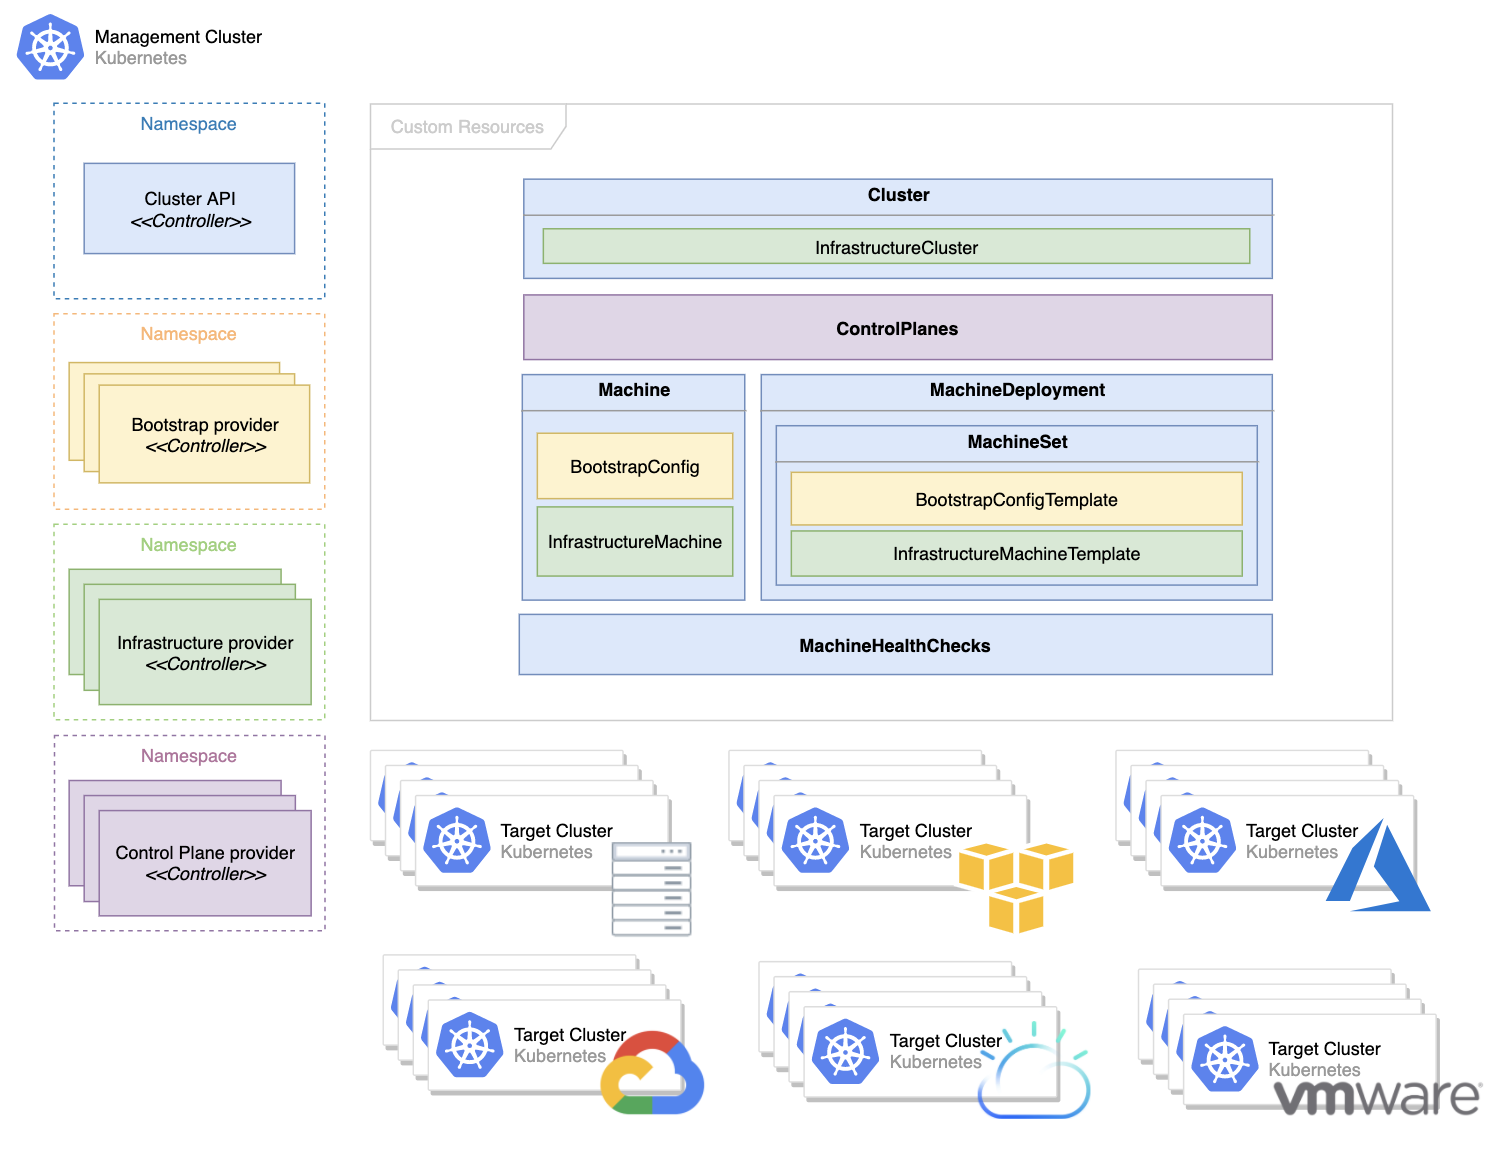 Management Cluster
Kubernetes
Namespace
Cluster API
<<Controller>>
Namespace
Bootstrap provider
<<Controller>>
Namespace
Infrastructure provider
<<Controller>>
Namespace
Control Plane provider
<<Controller>>
Custom Resources
Cluster
InfrastructureCluster
ControlPlanes
Machine
BootstrapConfig
InfrastructureMachine
MachineDeployment
MachineSet
BootstrapConfigTemplate
InfrastructureMachineTemplate
MachineHealthChecks
Target Cluster
Kubernetes
Target Cluster
Kubernetes
Target Cluster
Kubernetes
Target Cluster
Kubernetes
Target Cluster
Kubernetes
Target Cluster
Kubernetes
vmware®